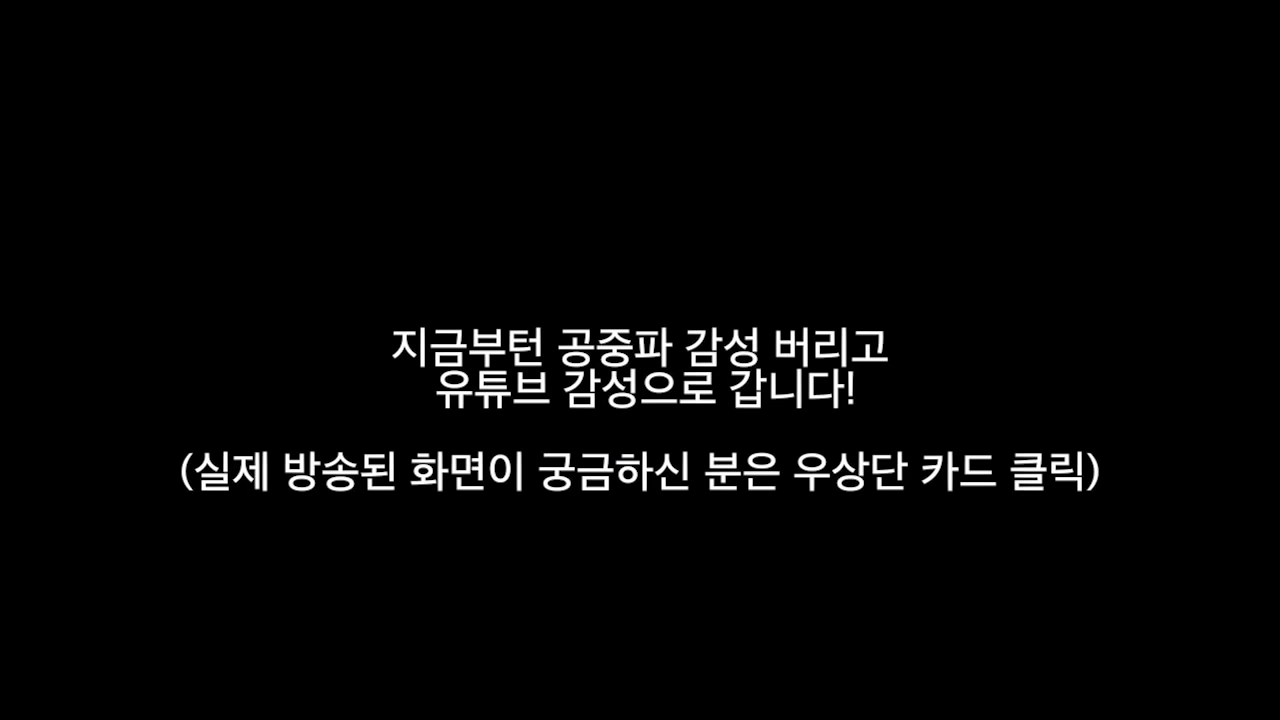 지금부턴 공중파 감성 버리고
유튜브 감성으로 갑니다!
(실제 방송된 화면이 궁금하신 분은 우상단 카드 클릭)